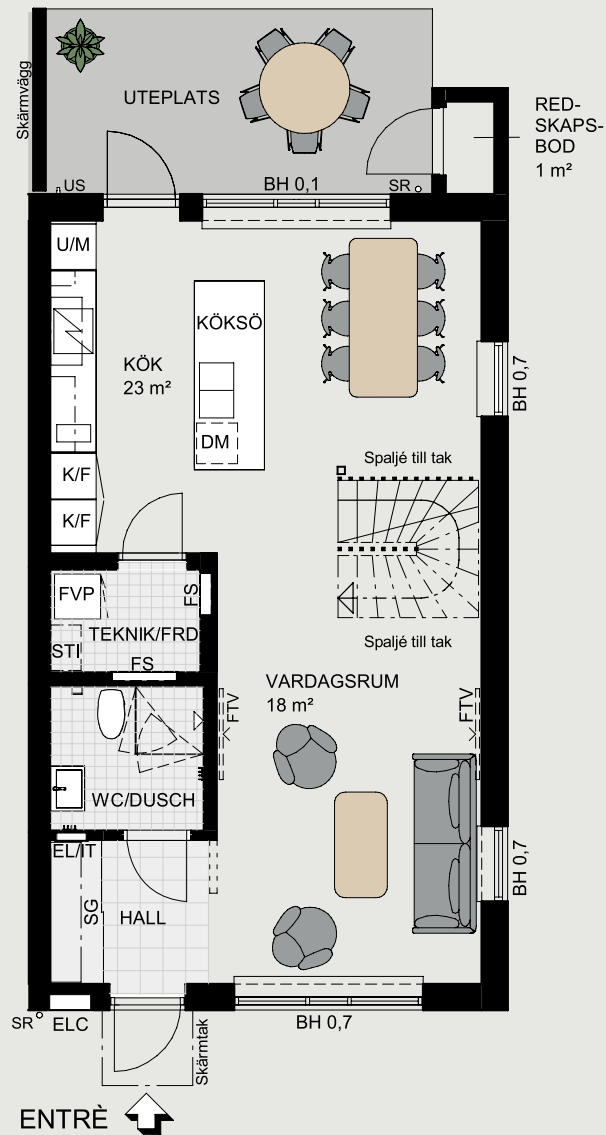 Skärmvägg
UTEPLATS
RED-
SKAPS-
BOD
1 m²
US
BH 0,1
SR
U/M
KÖKSÖ
KÖK
23 m²
BH 0,7
DM
K/F
Spaljé till tak
K/F
FVP
FS
TEKNIK/FRD
STI
FS
Spaljé till tak
VARDAGSRUM
18 m²
FTV
FTV
WC/DUSCH
EL/IT
BH 0,7
SG
HALL
SR
ELC
BH 0,7
Skärmtak
ENTRÈ